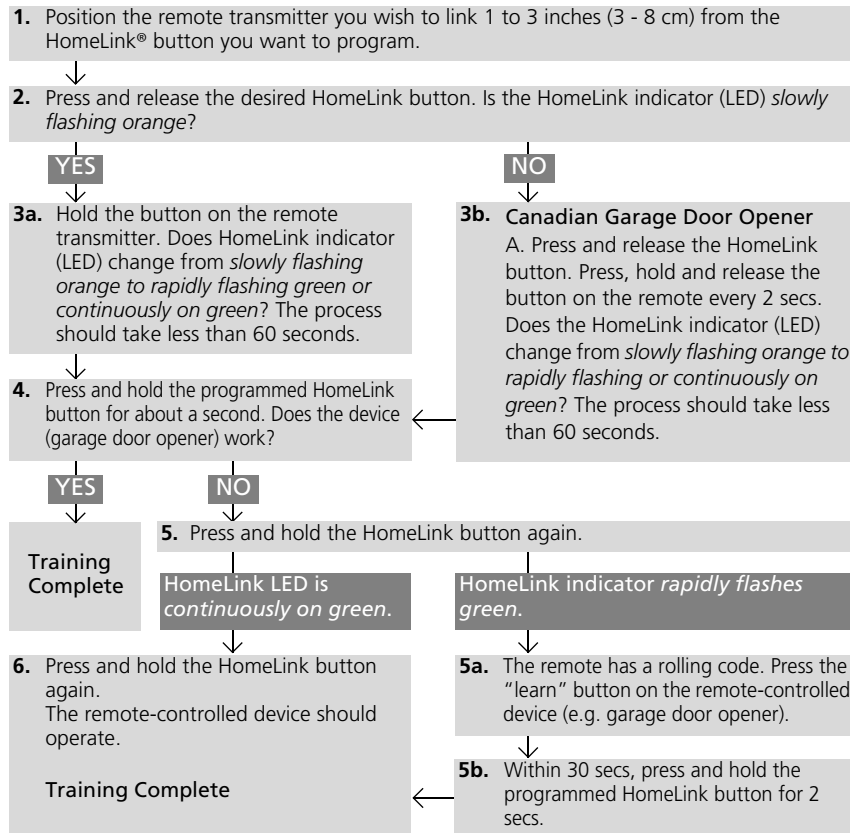 1. Position the remote transmitter you wish to link 1 to 3 inches (3 - 8 cm) from the
HomeLink® button you want to program.
2. Press and release the desired HomeLink button. Is the HomeLink indicator (LED) slowly
flashing orange?
YES
NO
3a. Hold the button on the remote
transmitter. Does HomeLink indicator
(LED) change from slowly flashing
orange to rapidly flashing green or
continuously on green? The process
should take less than 60 seconds.
3b. Canadian Garage Door Opener
A. Press and release the HomeLink
button. Press, hold and release the
button on the remote every 2 secs.
Does the HomeLink indicator (LED)
change from slowly flashing orange to
rapidly flashing or continuously on
green? The process should take less
than 60 seconds.
4. Press and hold the programmed HomeLink
button for about a second. Does the device
(garage door opener) work?
YES
NO
Training
Complete
5. Press and hold the HomeLink button again.
HomeLink LED is
continuously on green.
HomeLink indicator rapidly flashes
green.
6. Press and hold the HomeLink button
again.
The remote-controlled device should
operate.
Training Complete
5a. The remote has a rolling code. Press the
“learn” button on the remote-controlled
device (e.g. garage door opener).
5b. Within 30 secs, press and hold the
programmed HomeLink button for 2
secs.